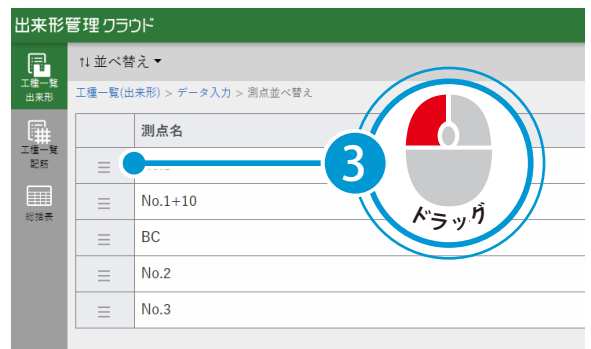 出来形管理クラウド
↑↓ 並べ替え ▼
工種一覧
出来形
工種一覧(出来形) > データ入力 > 測点並べ替え
測点名
3
ドラッグ
工種一覧
配筋
No.1+10
総括表
BC
No.2
No.3